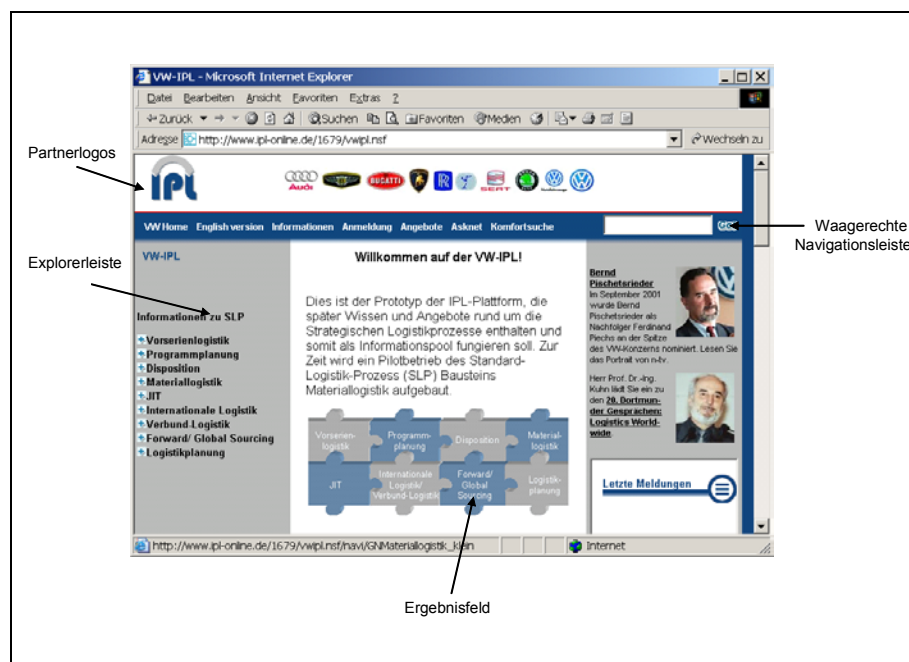 VW-IPL - Microsoft Internet Explorer
Datei Bearbeiten Ansicht Favoriten Extras ?
Zurück Suchen Favoriten Medien
Adresse http://www.ipl-online.de/1679/vwipl.nsf Wechseln zu
Partnerlogos
IPL
Audi BUGATTI SEAT
VW Home English version Informationen Anmeldung Angebote Asknet Komfortsuche GO
Waagerechte
Navigationsleiste
Explorerleiste
VW-IPL
Informationen zu SLP
Vorserienlogistik
Programmplanung
Disposition
Materiallogistik
JIT
Internationale Logistik
Verbund-Logistik
Forward/ Global Sourcing
Logistikplanung
Willkommen auf der VW-IPL!
Dies ist der Prototyp der IPL-Plattform, die
später Wissen und Angebote rund um die
Strategischen Logistikprozesse enthalten und
somit als Informationspool fungieren soll. Zur
Zeit wird ein Pilotbetrieb des Standard-
Logistik-Prozess (SLP) Bausteins
Materiallogistik aufgebaut.
Vorserien-
logistik
Programm-
planung
Disposition
Material-
logistik
JIT
Internationale
Logistik/
Verbund-Logistik
Forward/
Global
Sourcing
Logistik-
planung
Bernd
Pischetsrieder
Im September 2001
wurde Bernd
Pischetsrieder als
Nachfolger Ferdinand
Piechs an der Spitze
des VW-Konzerns nominiert. Lesen Sie
das Portrait von n-tv.
Herr Prof. Dr.-Ing.
Kuhn lädt Sie ein zu
den 20. Dortmun-
der Gesprächen:
Logistics World-
wide.
Letzte Meldungen
http://www.ipl-online.de/1679/vwipl.nsf/navi/GNMateriallogistik_klein Internet
Ergebnisfeld